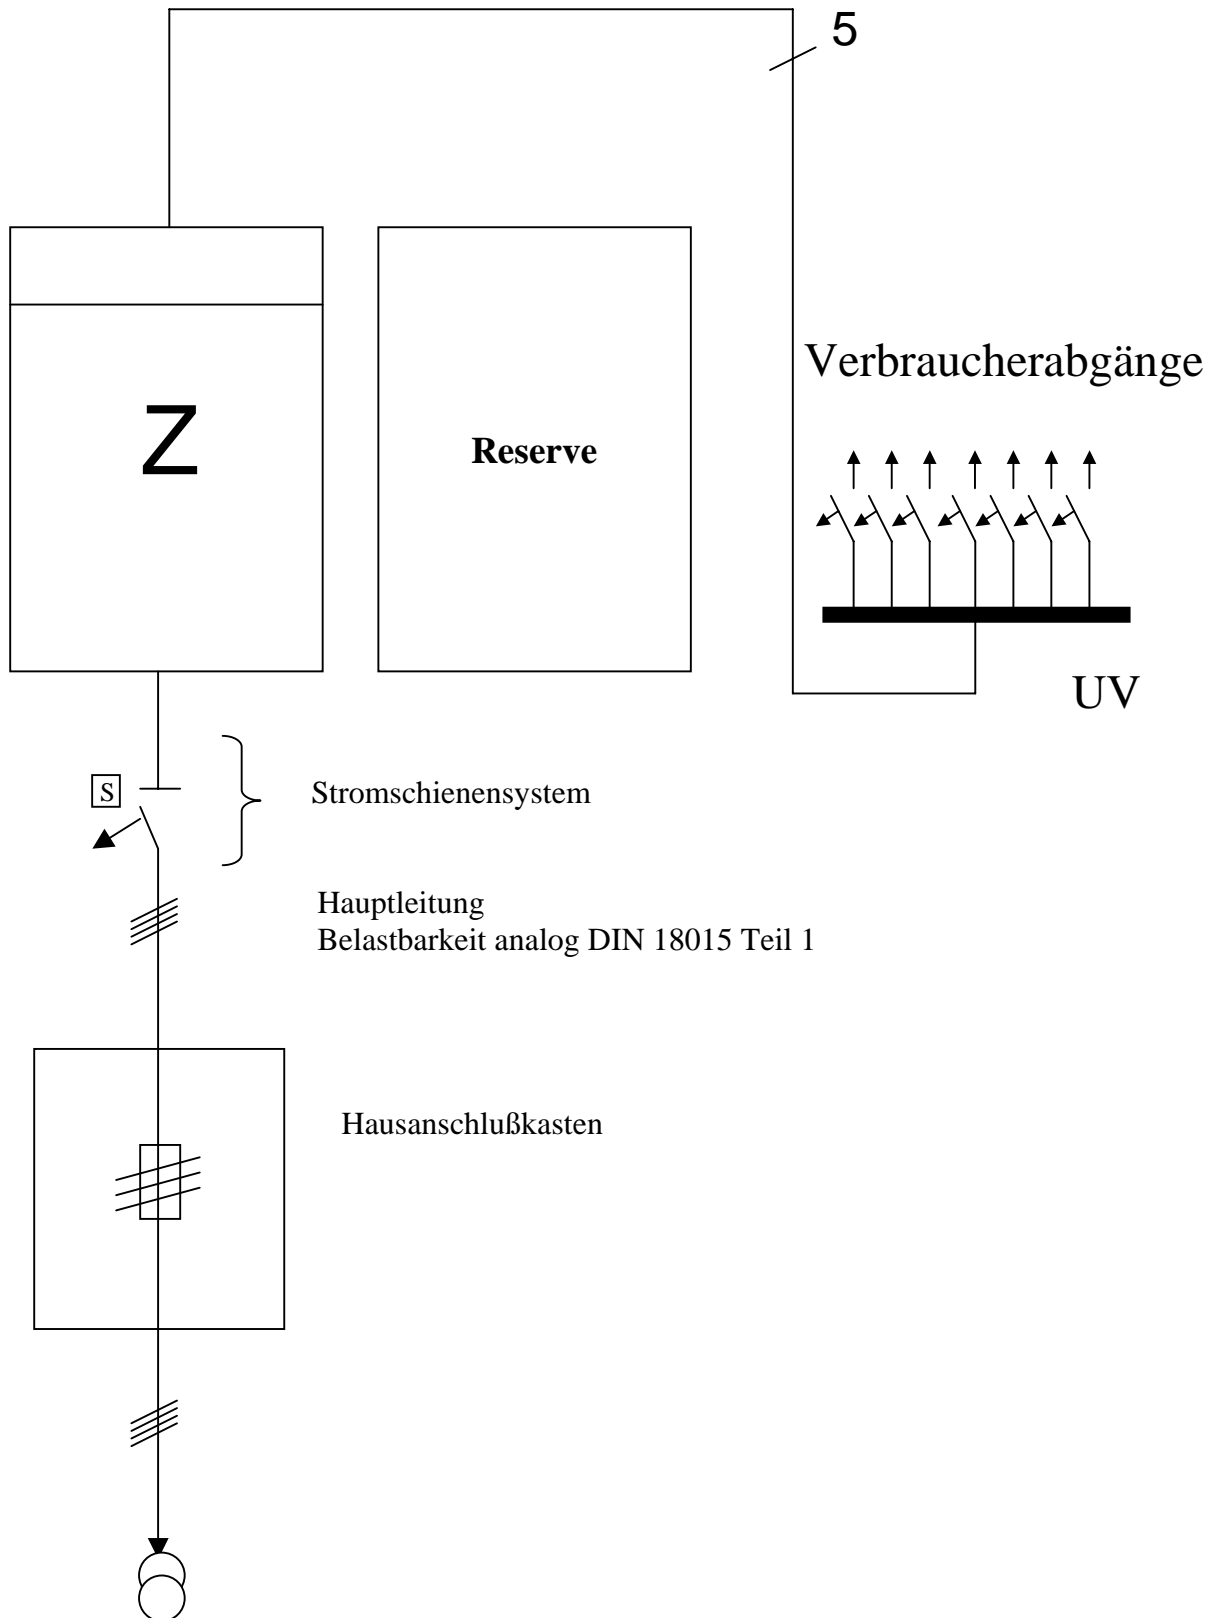 5
Verbraucherabgänge
Z
Reserve
UV
S
Stromschienensystem
Hauptleitung
Belastbarkeit analog DIN 18015 Teil 1
Hausanschlußkasten